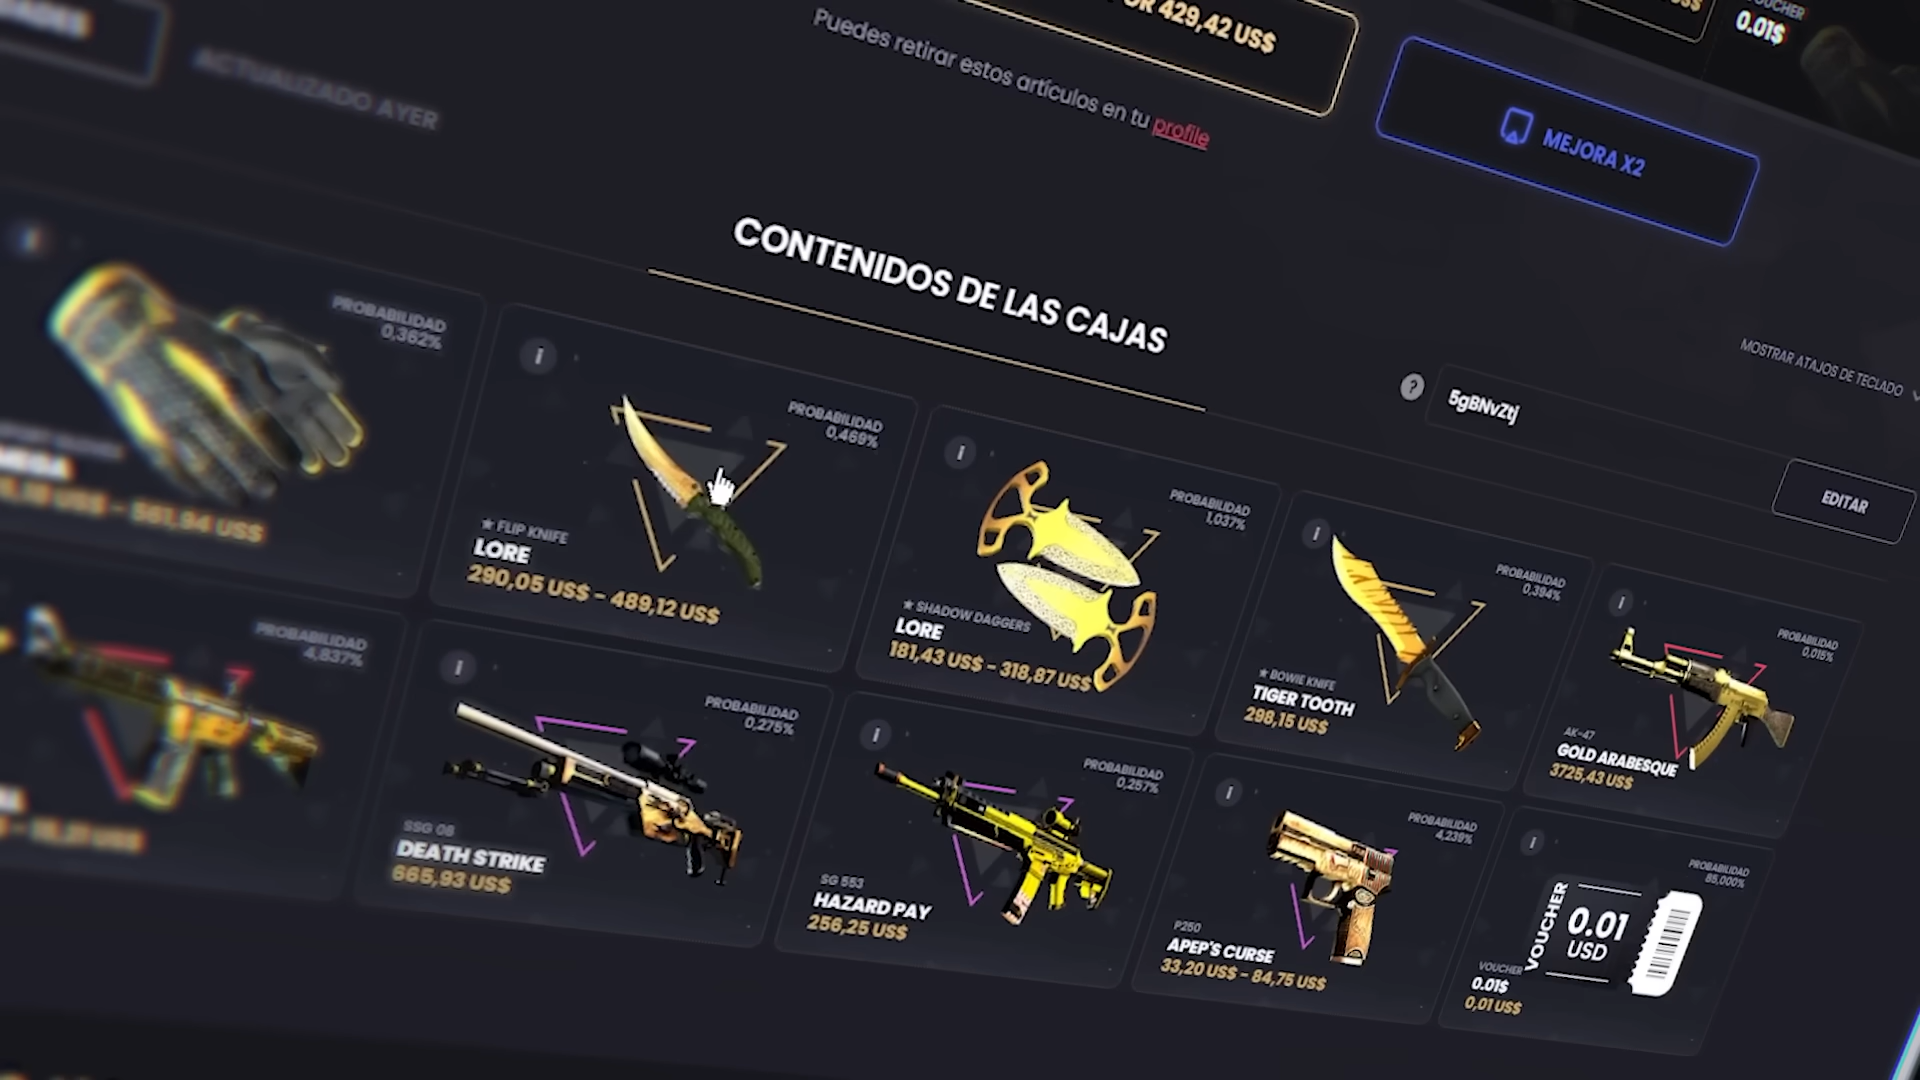 OR 429,42 US$
VOUCHER
0.01$
Puedes retirar estos artículos en tu profile
MEJORA X2
ACTUALIZADO AYER
CONTENIDOS DE LAS CAJAS
MOSTRAR ATAJOS DE TECLADO
? 5gBNvZtj
EDITAR
PROBABILIDAD
0,362%
561,94 US$
i
PROBABILIDAD
0,469%
★ FLIP KNIFE
LORE
290,05 US$ - 489,12 US$
i
PROBABILIDAD
1,037%
★ SHADOW DAGGERS
LORE
181,43 US$ - 318,87 US$
i
PROBABILIDAD
0,394%
★ BOWIE KNIFE
TIGER TOOTH
298,15 US$
i
PROBABILIDAD
0,015%
AK-47
GOLD ARABESQUE
3725,43 US$
PROBABILIDAD
4,837%
i
PROBABILIDAD
0,275%
SSG 08
DEATH STRIKE
665,93 US$
i
PROBABILIDAD
0,257%
SG 553
HAZARD PAY
256,25 US$
i
PROBABILIDAD
4,239%
P250
APEP'S CURSE
33,20 US$ - 84,75 US$
i
PROBABILIDAD
85,000%
VOUCHER
0.01
USD
VOUCHER
0.01$
0,01 US$